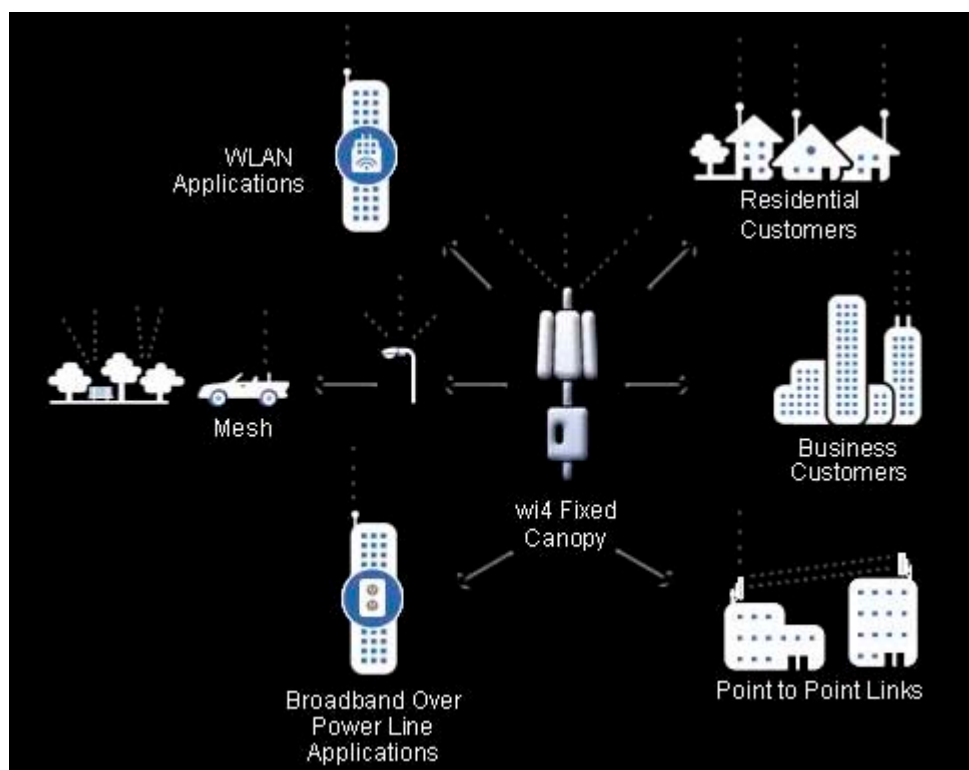 WLAN
Applications
Residential
Customers
Mesh
Business
Customers
wi4 Fixed
Canopy
Broadband Over
Power Line
Applications
Point to Point Links